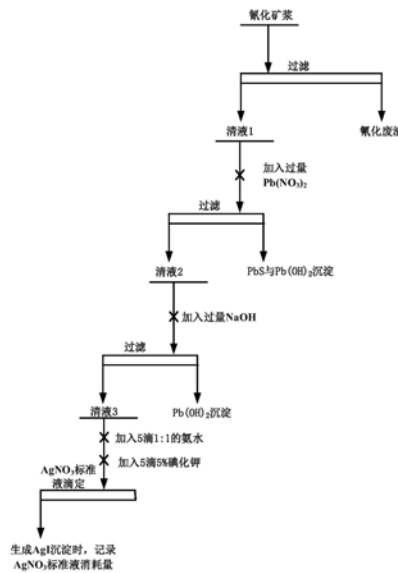 氰化矿浆
过滤
清液1
氰化废渣
加入过量
Pb(NO₃)₂
过滤
清液2
PbS与Pb(OH)₂沉淀
加入过量NaOH
过滤
清液3
Pb(OH)₂沉淀
加入5滴1:1的氨水
加入5滴5%碘化钾
AgNO₃标准
液滴定
生成AgI沉淀时，记录
AgNO₃标准液消耗量